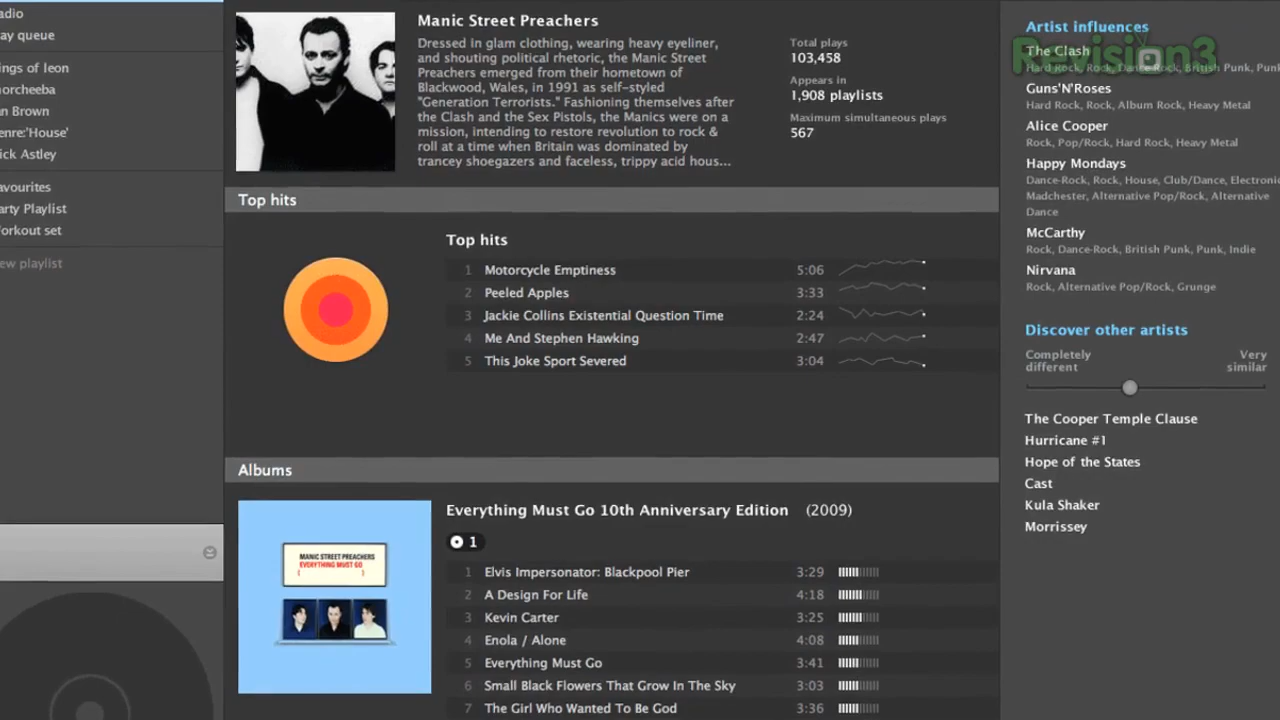 adio
ay queue
ings of leon
norcheeba
an Brown
enre:'House'
ick Astley
avourites
arty Playlist
orkout set
ew playlist
Manic Street Preachers
Dressed in glam clothing, wearing heavy eyeliner,
and shouting political rhetoric, the Manic Street
Preachers emerged from their hometown of
Blackwood, Wales, in 1991 as self-styled
"Generation Terrorists." Fashioning themselves after
the Clash and the Sex Pistols, the Manics were on a
mission, intending to restore revolution to rock &
roll at a time when Britain was dominated by
trancey shoegazers and faceless, trippy acid hous...
Total plays
103,458
Appears in
1,908 playlists
Maximum simultaneous plays
567
Top hits
Top hits
1 Motorcycle Emptiness 5:06
2 Peeled Apples 3:33
3 Jackie Collins Existential Question Time 2:24
4 Me And Stephen Hawking 2:47
5 This Joke Sport Severed 3:04
Albums
MANIC STREET PREACHERS
EVERYTHING MUST GO
( )
Everything Must Go 10th Anniversary Edition (2009)
1
1 Elvis Impersonator: Blackpool Pier 3:29
2 A Design For Life 4:18
3 Kevin Carter 3:25
4 Enola / Alone 4:08
5 Everything Must Go 3:41
6 Small Black Flowers That Grow In The Sky 3:03
7 The Girl Who Wanted To Be God 3:36
Artist influences
Revision3
The Clash
Hard Rock, Rock, Dance-Rock, British Punk, Punk
Guns'N'Roses
Hard Rock, Rock, Album Rock, Heavy Metal
Alice Cooper
Rock, Pop/Rock, Hard Rock, Heavy Metal
Happy Mondays
Dance-Rock, Rock, House, Club/Dance, Electronic
Madchester, Alternative Pop/Rock, Alternative
Dance
McCarthy
Rock, Dance-Rock, British Punk, Punk, Indie
Nirvana
Rock, Alternative Pop/Rock, Grunge
Discover other artists
Completely different
Very similar
The Cooper Temple Clause
Hurricane #1
Hope of the States
Cast
Kula Shaker
Morrissey